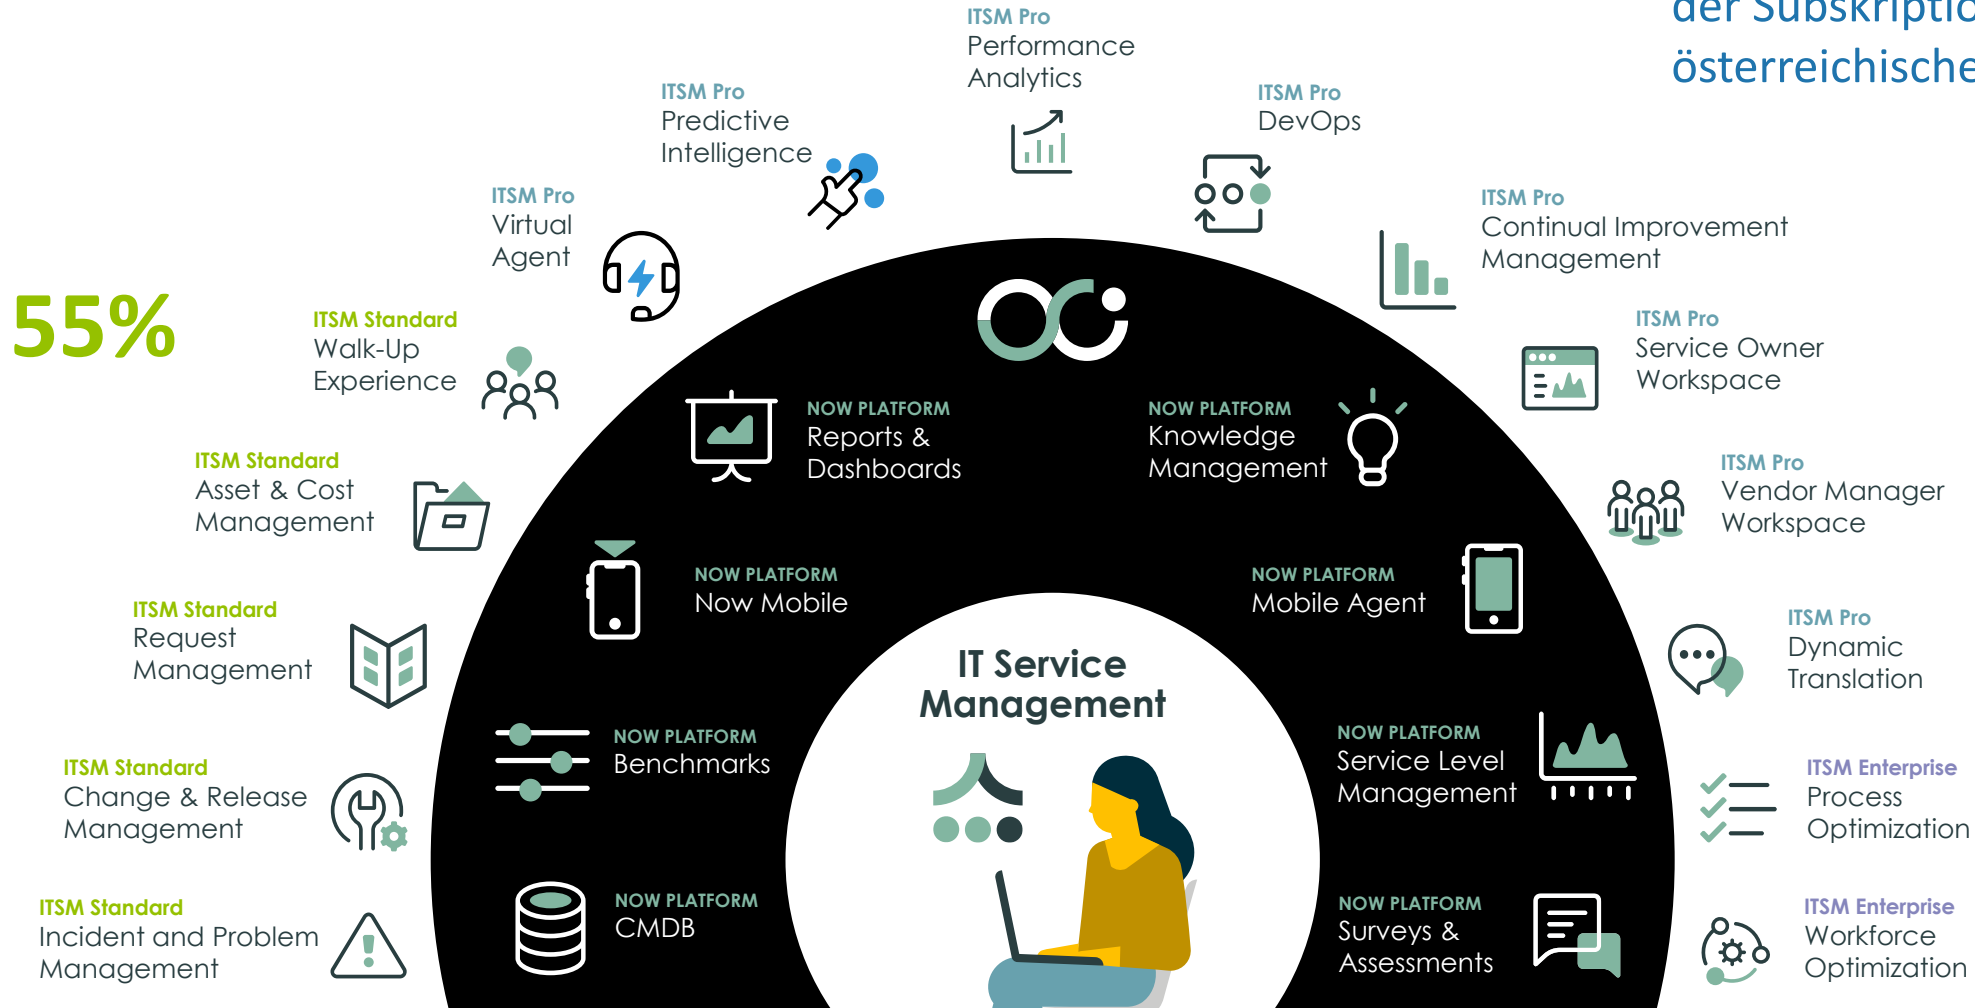 der Subskriptio
österreichische
55%
ITSM Pro
Performance
Analytics
ITSM Pro
Predictive
Intelligence
ITSM Pro
DevOps
ITSM Pro
Virtual
Agent
ITSM Pro
Continual Improvement
Management
ITSM Standard
Walk-Up
Experience
ITSM Pro
Service Owner
Workspace
ITSM Standard
Asset & Cost
Management
ITSM Pro
Vendor Manager
Workspace
ITSM Standard
Request
Management
ITSM Pro
Dynamic
Translation
ITSM Standard
Change & Release
Management
ITSM Enterprise
Process
Optimization
ITSM Standard
Incident and Problem
Management
ITSM Enterprise
Workforce
Optimization
NOW PLATFORM
Reports &
Dashboards
NOW PLATFORM
Knowledge
Management
NOW PLATFORM
Now Mobile
NOW PLATFORM
Mobile Agent
NOW PLATFORM
Benchmarks
NOW PLATFORM
Service Level
Management
NOW PLATFORM
CMDB
NOW PLATFORM
Surveys &
Assessments
IT Service
Management